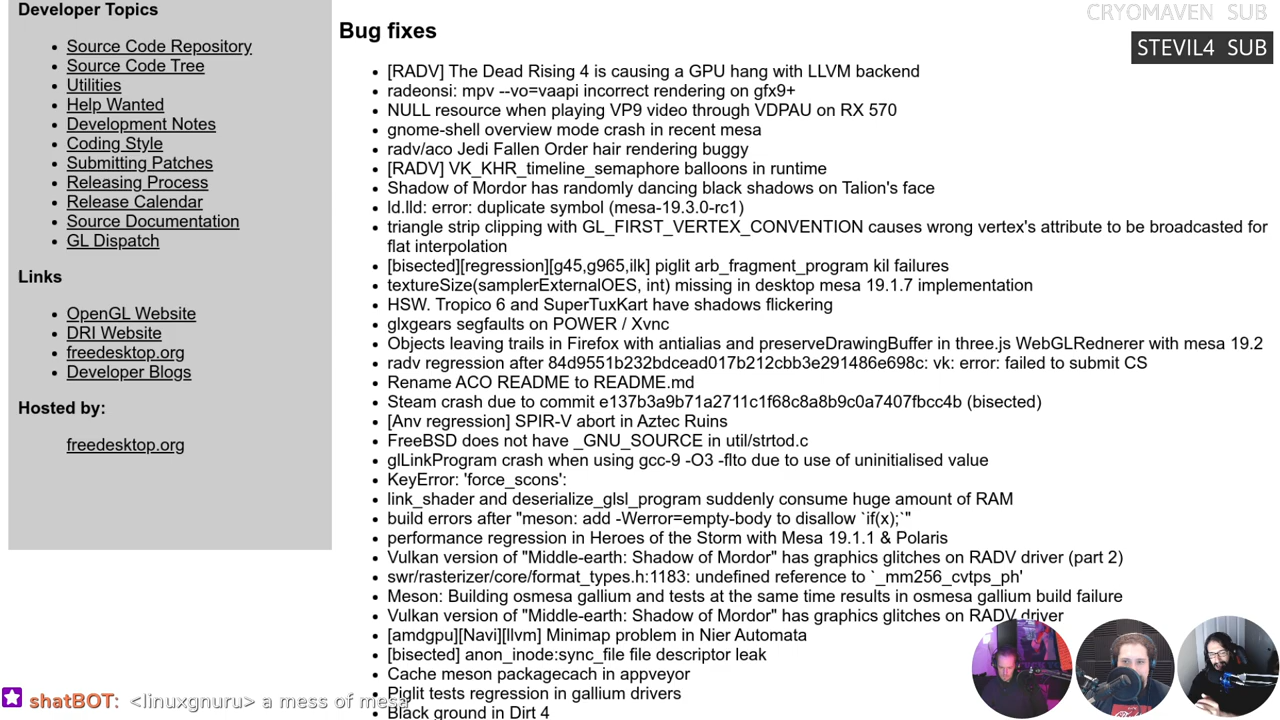 Developer Topics
Source Code Repository
Source Code Tree
Utilities
Help Wanted
Development Notes
Coding Style
Submitting Patches
Releasing Process
Release Calendar
Source Documentation
GL Dispatch
Links
OpenGL Website
DRI Website
freedesktop.org
Developer Blogs
Hosted by:
freedesktop.org
CRYOMAVEN SUB
STEVIL4 SUB
Bug fixes
[RADV] The Dead Rising 4 is causing a GPU hang with LLVM backend
radeonsi: mpv --vo=vaapi incorrect rendering on gfx9+
NULL resource when playing VP9 video through VDPAU on RX 570
gnome-shell overview mode crash in recent mesa
radv/aco Jedi Fallen Order hair rendering buggy
[RADV] VK_KHR_timeline_semaphore balloons in runtime
Shadow of Mordor has randomly dancing black shadows on Talion's face
ld.lld: error: duplicate symbol (mesa-19.3.0-rc1)
triangle strip clipping with GL_FIRST_VERTEX_CONVENTION causes wrong vertex's attribute to be broadcasted for
flat interpolation
[bisected][regression][g45,g965,ilk] piglit arb_fragment_program kil failures
textureSize(samplerExternalOES, int) missing in desktop mesa 19.1.7 implementation
HSW. Tropico 6 and SuperTuxKart have shadows flickering
glxgears segfaults on POWER / Xvnc
Objects leaving trails in Firefox with antialias and preserveDrawingBuffer in three.js WebGLRednerer with mesa 19.2
radv regression after 84d9551b232bdcead017b212cbb3e291486e698c: vk: error: failed to submit CS
Rename ACO README to README.md
Steam crash due to commit e137b3a9b71a2711c1f68c8a8b9c0a7407fbcc4b (bisected)
[Anv regression] SPIR-V abort in Aztec Ruins
FreeBSD does not have _GNU_SOURCE in util/strtod.c
glLinkProgram crash when using gcc-9 -O3 -flto due to use of uninitialised value
KeyError: 'force_scons':
link_shader and deserialize_glsl_program suddenly consume huge amount of RAM
build errors after "meson: add -Werror=empty-body to disallow `if(x);`"
performance regression in Heroes of the Storm with Mesa 19.1.1 & Polaris
Vulkan version of "Middle-earth: Shadow of Mordor" has graphics glitches on RADV driver (part 2)
swr/rasterizer/core/format_types.h:1183: undefined reference to `_mm256_cvtps_ph'
Meson: Building osmesa gallium and tests at the same time results in osmesa gallium build failure
Vulkan version of "Middle-earth: Shadow of Mordor" has graphics glitches on RADV driver
[amdgpu][Navi][llvm] Minimap problem in Nier Automata
[bisected] anon_inode:sync_file file descriptor leak
Cache meson packagecach in appveyor
Piglit tests regression in gallium drivers
Black ground in Dirt 4
shatBOT: <linuxgnuru> a mess of mesa